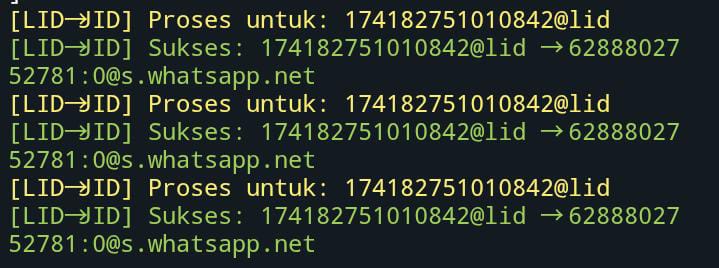 ]
[LID→JID] Proses untuk: 174182751010842@lid
[LID→JID] Sukses: 174182751010842@lid →62888027
52781:0@s.whatsapp.net
[LID→JID] Proses untuk: 174182751010842@lid
[LID→JID] Sukses: 174182751010842@lid →62888027
52781:0@s.whatsapp.net
[LID→JID] Proses untuk: 174182751010842@lid
[LID→JID] Sukses: 174182751010842@lid →62888027
52781:0@s.whatsapp.net